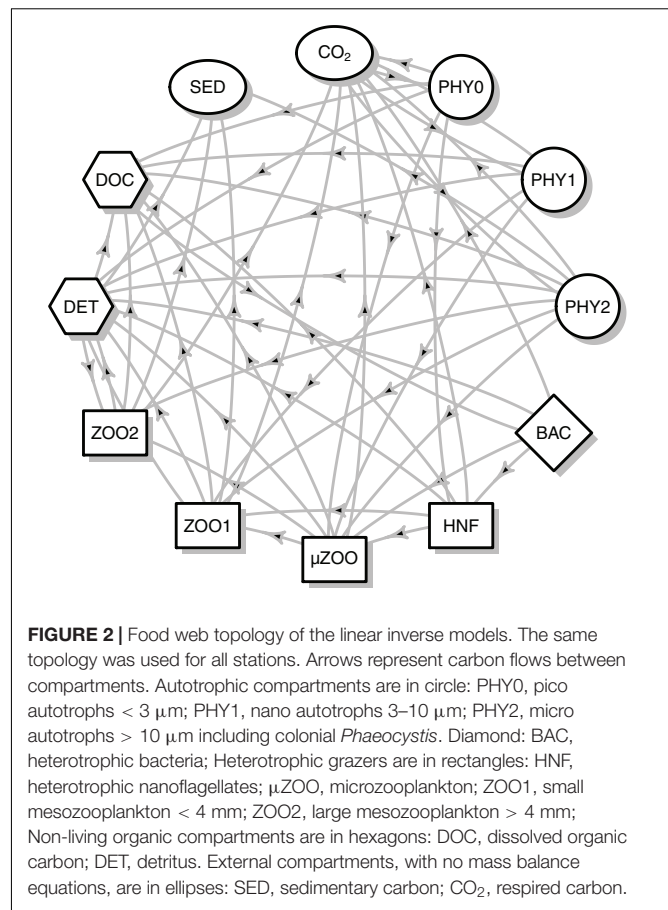 CO₂
SED
PHY0
DOC
PHY1
DET
PHY2
ZOO2
BAC
ZOO1
HNF
µZOO
FIGURE 2 | Food web topology of the linear inverse models. The same
topology was used for all stations. Arrows represent carbon flows between
compartments. Autotrophic compartments are in circle: PHY0, pico
autotrophs < 3 µm; PHY1, nano autotrophs 3–10 µm; PHY2, micro
autotrophs > 10 µm including colonial Phaeocystis. Diamond: BAC,
heterotrophic bacteria; Heterotrophic grazers are in rectangles: HNF,
heterotrophic nanoflagellates; µZOO, microzooplankton; ZOO1, small
mesozooplankton < 4 mm; ZOO2, large mesozooplankton > 4 mm;
Non-living organic compartments are in hexagons: DOC, dissolved organic
carbon; DET, detritus. External compartments, with no mass balance
equations, are in ellipses: SED, sedimentary carbon; CO₂, respired carbon.